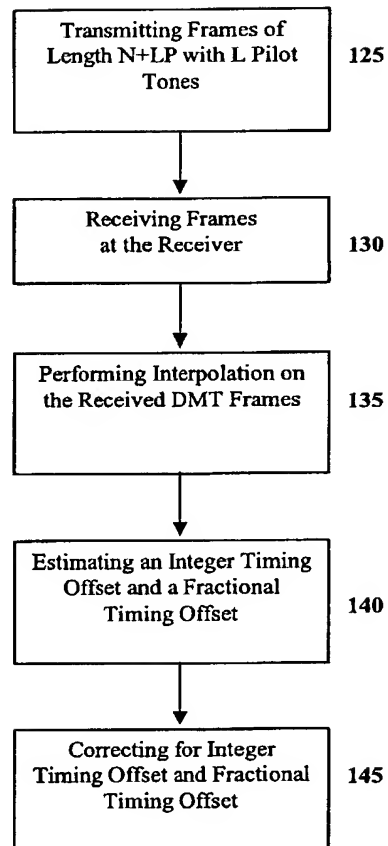 Transmitting Frames of
Length N+LP with L Pilot
Tones
125
Receiving Frames
at the Receiver
130
Performing Interpolation on
the Received DMT Frames
135
Estimating an Integer Timing
Offset and a Fractional
Timing Offset
140
Correcting for Integer
Timing Offset and Fractional
Timing Offset
145